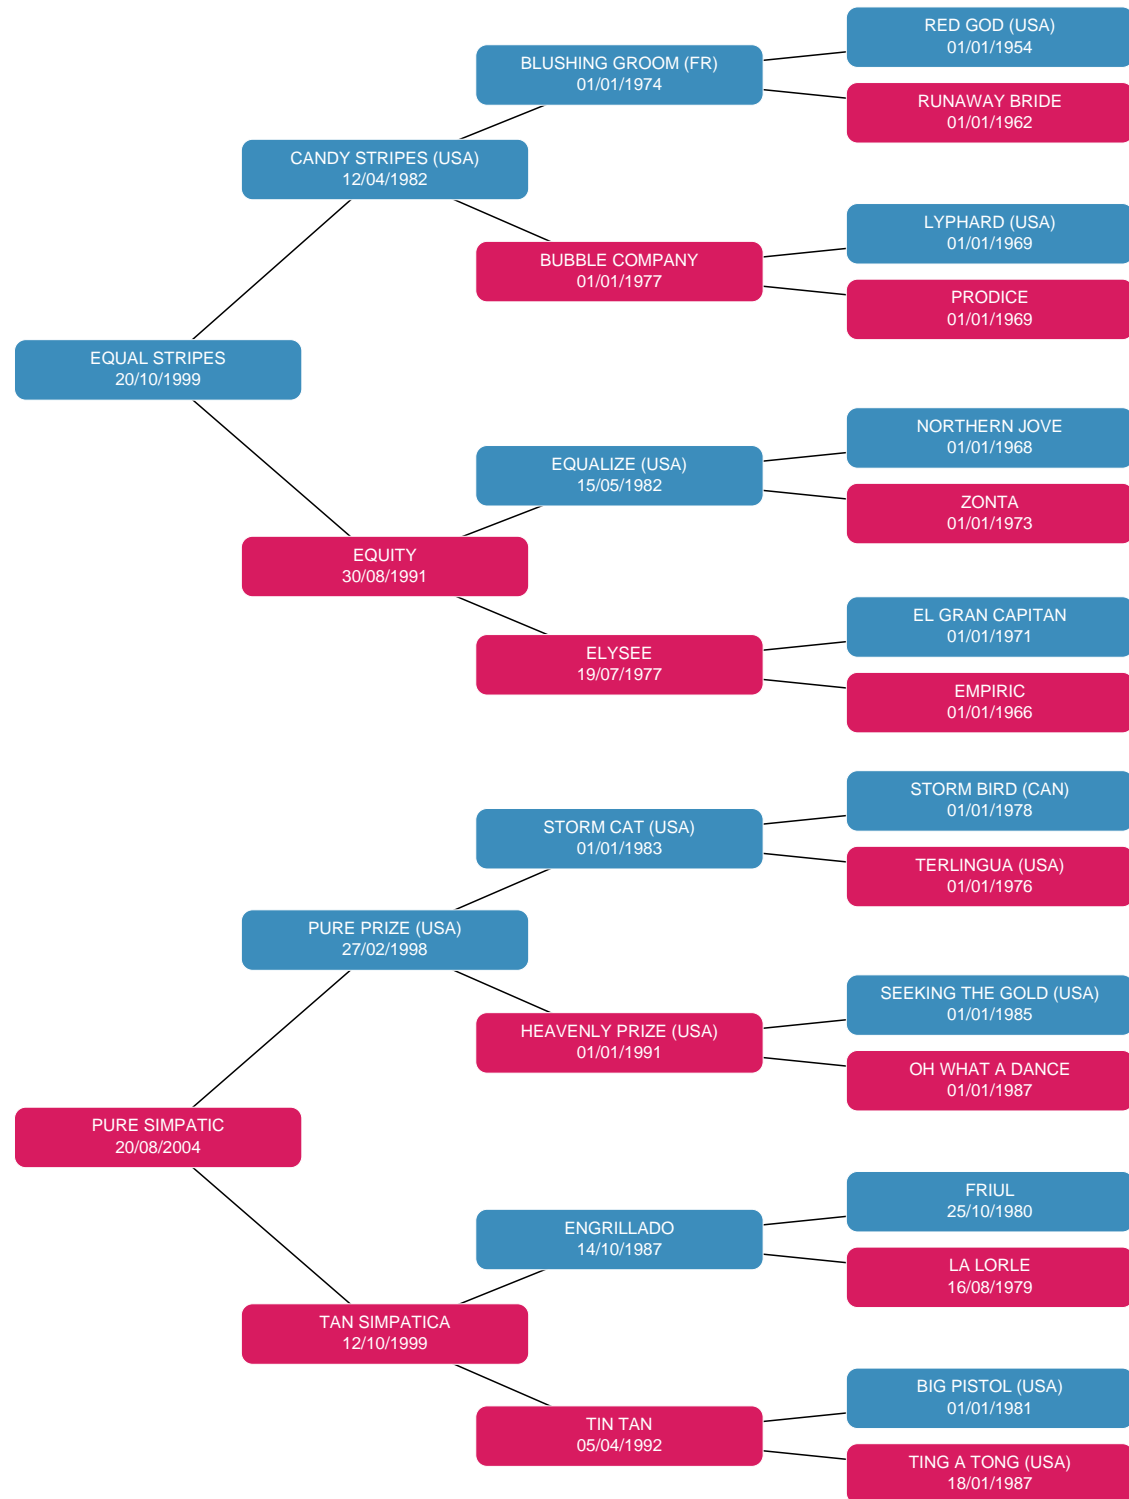 RED GOD (USA)
01/01/1954
BLUSHING GROOM (FR)
01/01/1974
RUNAWAY BRIDE
01/01/1962
CANDY STRIPES (USA)
12/04/1982
LYPHARD (USA)
01/01/1969
BUBBLE COMPANY
01/01/1977
PRODICE
01/01/1969
EQUAL STRIPES
20/10/1999
NORTHERN JOVE
01/01/1968
EQUALIZE (USA)
15/05/1982
ZONTA
01/01/1973
EQUITY
30/08/1991
EL GRAN CAPITAN
01/01/1971
ELYSEE
19/07/1977
EMPIRIC
01/01/1966
STORM BIRD (CAN)
01/01/1978
STORM CAT (USA)
01/01/1983
TERLINGUA (USA)
01/01/1976
PURE PRIZE (USA)
27/02/1998
SEEKING THE GOLD (USA)
01/01/1985
HEAVENLY PRIZE (USA)
01/01/1991
OH WHAT A DANCE
01/01/1987
PURE SIMPATIC
20/08/2004
FRIUL
25/10/1980
ENGRILLADO
14/10/1987
LA LORLE
16/08/1979
TAN SIMPATICA
12/10/1999
BIG PISTOL (USA)
01/01/1981
TIN TAN
05/04/1992
TING A TONG (USA)
18/01/1987